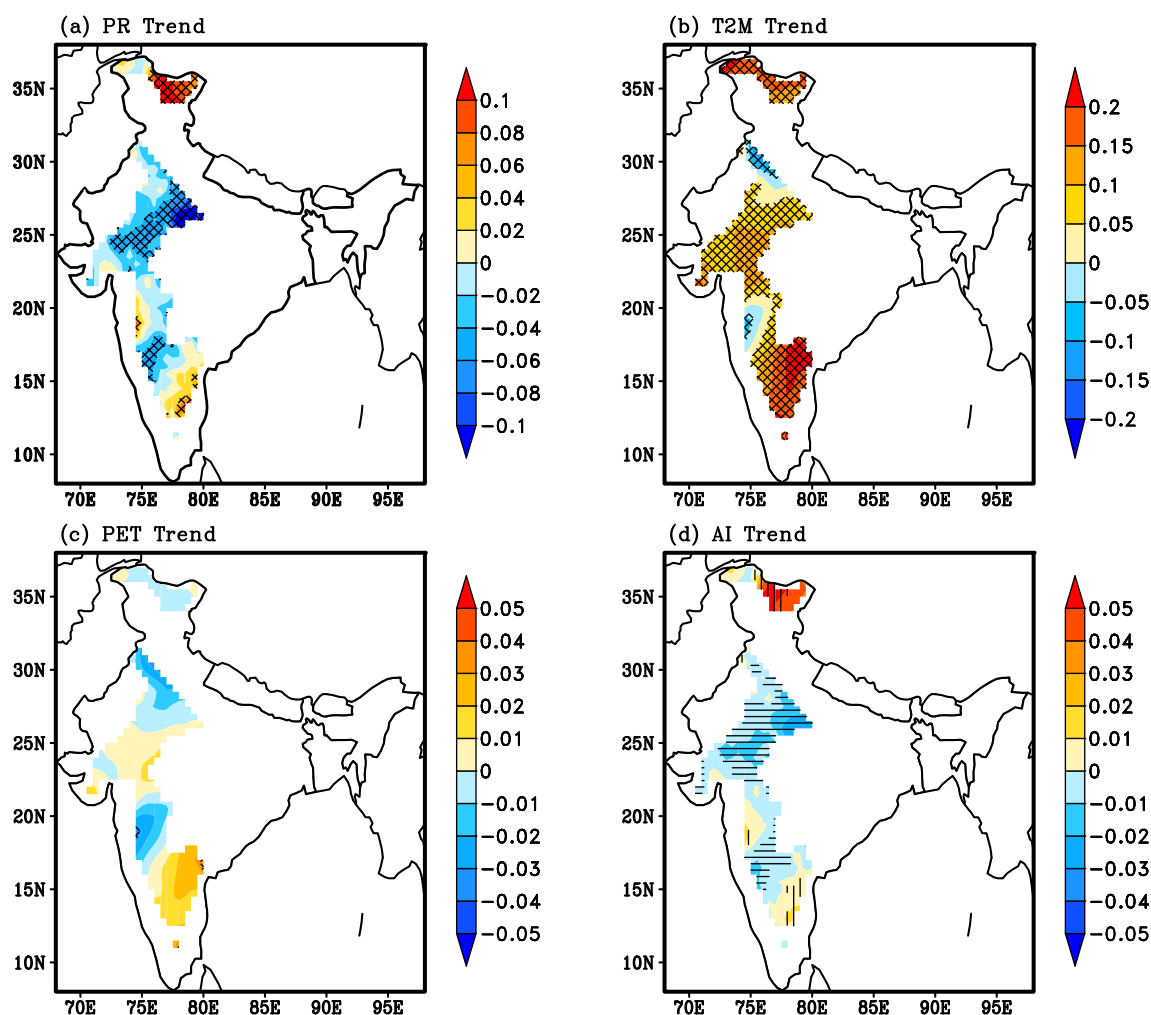 (a) PR Trend
35N
30N
25N
20N
15N
10N
70E 75E 80E 85E 90E 95E
0.1
0.08
0.06
0.04
0.02
0
−0.02
−0.04
−0.06
−0.08
−0.1
(b) T2M Trend
35N
30N
25N
20N
15N
10N
70E 75E 80E 85E 90E 95E
0.2
0.15
0.1
0.05
0
−0.05
−0.1
−0.15
−0.2
(c) PET Trend
35N
30N
25N
20N
15N
10N
70E 75E 80E 85E 90E 95E
0.05
0.04
0.03
0.02
0.01
0
−0.01
−0.02
−0.03
−0.04
−0.05
(d) AI Trend
35N
30N
25N
20N
15N
10N
70E 75E 80E 85E 90E 95E
0.05
0.04
0.03
0.02
0.01
0
−0.01
−0.02
−0.03
−0.04
−0.05